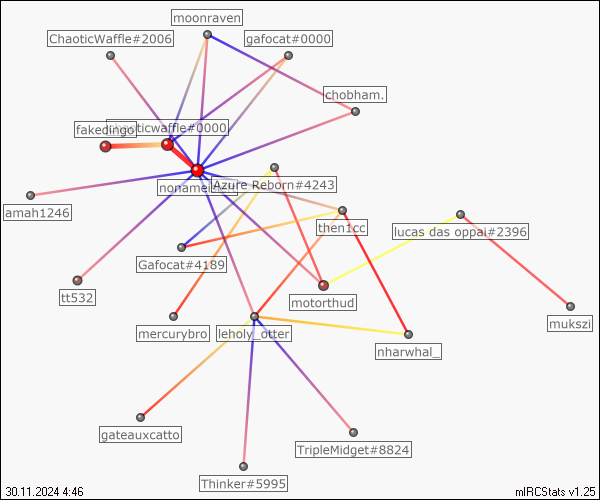 moonraven
ChaoticWaffle#2006
gafocat#0000
chobham.
chaoticwaffle#0000
Azure Reborn#4243
amah1246
then1cc
lucas das oppai#2396
Gafocat#4189
tt532
motorthud
mukszi
mercurybro
leholy_otter
nharwhal_
gateauxcatto
TripleMidget#8824
Thinker#5995
30.11.2024 4:46
mIRCStats v1.25